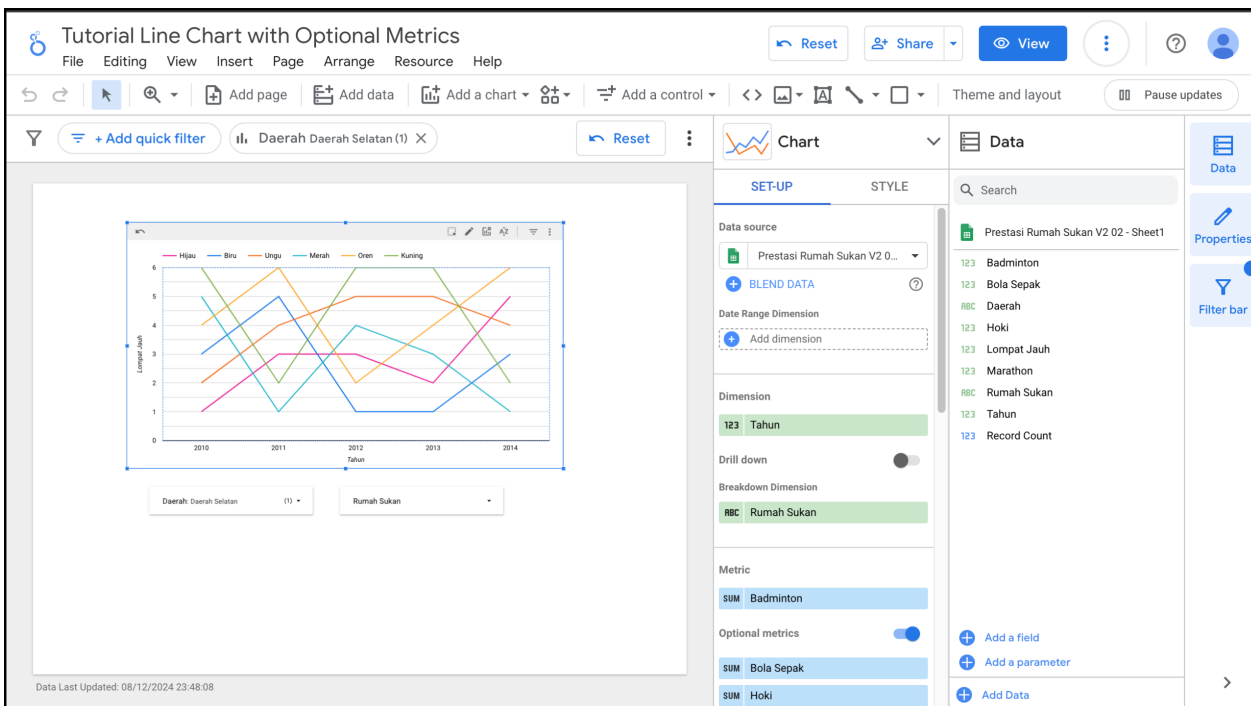 Tutorial Line Chart with Optional Metrics
File Editing View Insert Page Arrange Resource Help
Reset
Share
View
Add page
Add data
Add a chart
Add a control
Theme and layout
Pause updates
+ Add quick filter
Daerah Daerah Selatan (1)
Reset
Hijau Biru Ungu Merah Oren Kuning
6
5
4
3
2
1
0
Lompat Jauh
2010 2011 2012 2013 2014
Tahun
Daerah: Daerah Selatan (1)
Rumah Sukan
Data Last Updated: 08/12/2024 23:48:08
Chart
SET-UP STYLE
Data source
Prestasi Rumah Sukan V2 0...
BLEND DATA
Date Range Dimension
Add dimension
Dimension
123 Tahun
Drill down
Breakdown Dimension
ABC Rumah Sukan
Metric
SUM Badminton
Optional metrics
SUM Bola Sepak
SUM Hoki
Data
Search
Prestasi Rumah Sukan V2 02 - Sheet1
123 Badminton
123 Bola Sepak
ABC Daerah
123 Hoki
123 Lompat Jauh
123 Marathon
ABC Rumah Sukan
123 Tahun
123 Record Count
Add a field
Add a parameter
Add Data
Data
Properties
Filter bar